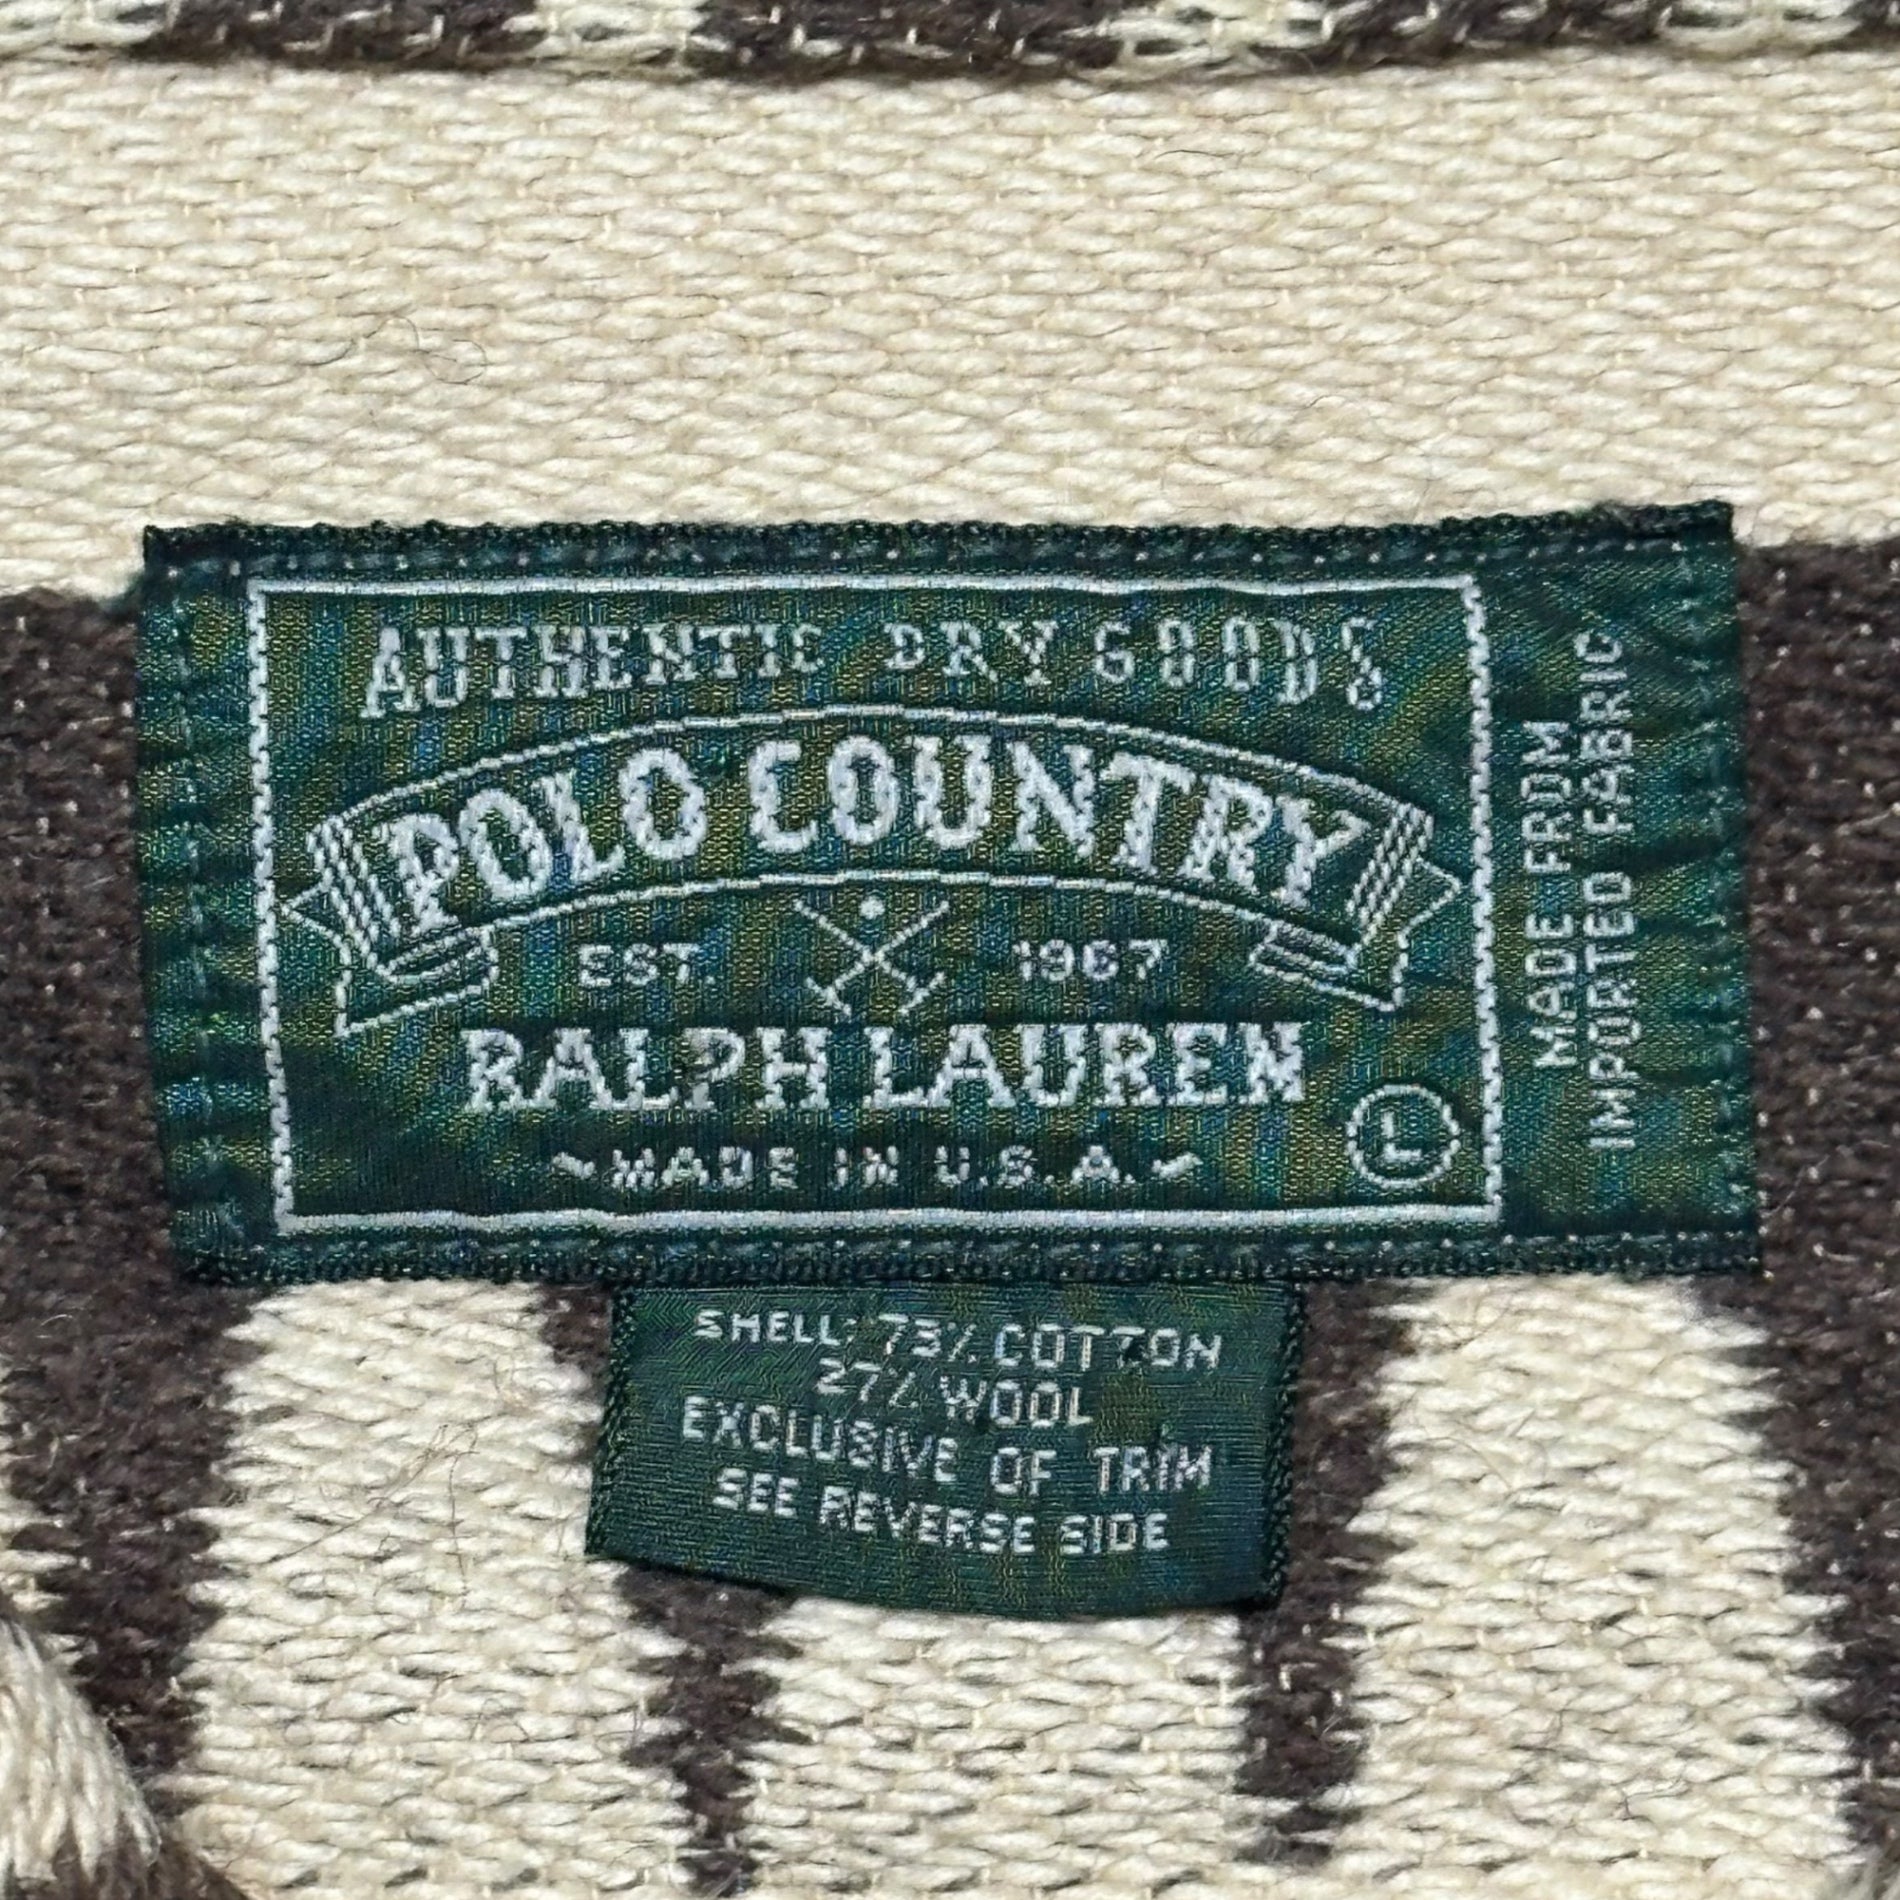 AUTHENTIC DRY GOODS
POLO COUNTRY
EST. 1967
RALPH LAUREN
~MADE IN U.S.A.~
L
MADE FROM
IMPORTED FABRIC
SHELL: 73% COTTON
27% WOOL
EXCLUSIVE OF TRIM
SEE REVERSE SIDE